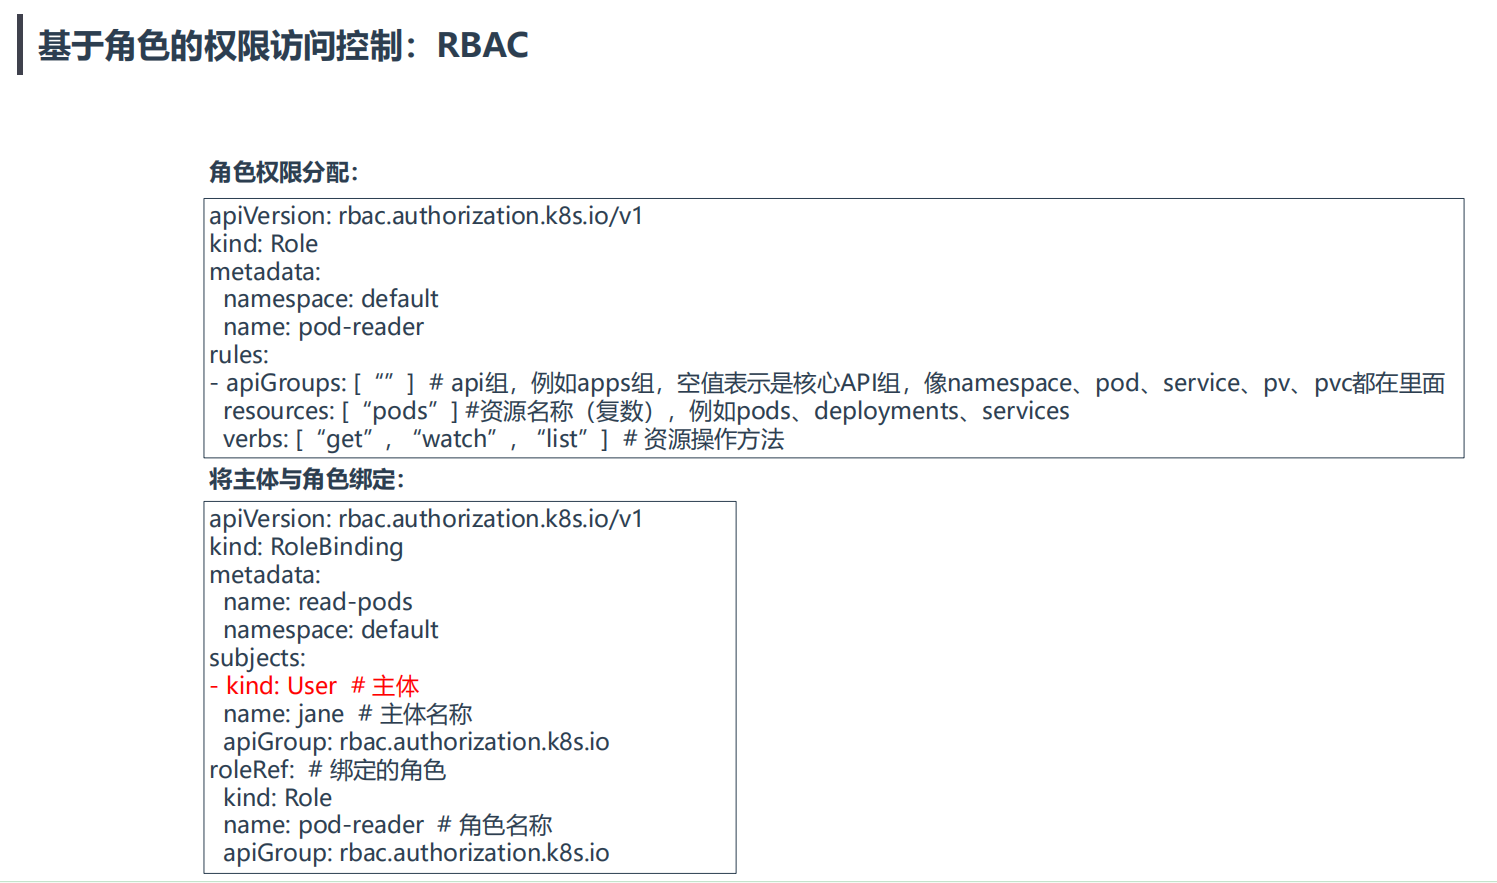 基于角色的权限访问控制：RBAC
角色权限分配：
apiVersion: rbac.authorization.k8s.io/v1
kind: Role
metadata:
  namespace: default
  name: pod-reader
rules:
- apiGroups: [“”]  # api组，例如apps组，空值表示是核心API组，像namespace、pod、service、pv、pvc都在里面
  resources: [“pods”] #资源名称（复数），例如pods、deployments、services
  verbs: [“get”, “watch”, “list”]  # 资源操作方法
将主体与角色绑定：
apiVersion: rbac.authorization.k8s.io/v1
kind: RoleBinding
metadata:
  name: read-pods
  namespace: default
subjects:
- kind: User  # 主体
  name: jane  # 主体名称
  apiGroup: rbac.authorization.k8s.io
roleRef:  # 绑定的角色
  kind: Role
  name: pod-reader  # 角色名称
  apiGroup: rbac.authorization.k8s.io